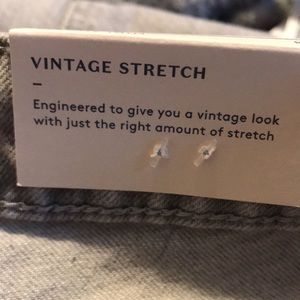 VINTAGE STRETCH
–
Engineered to give you a vintage look
with just the right amount of stretch